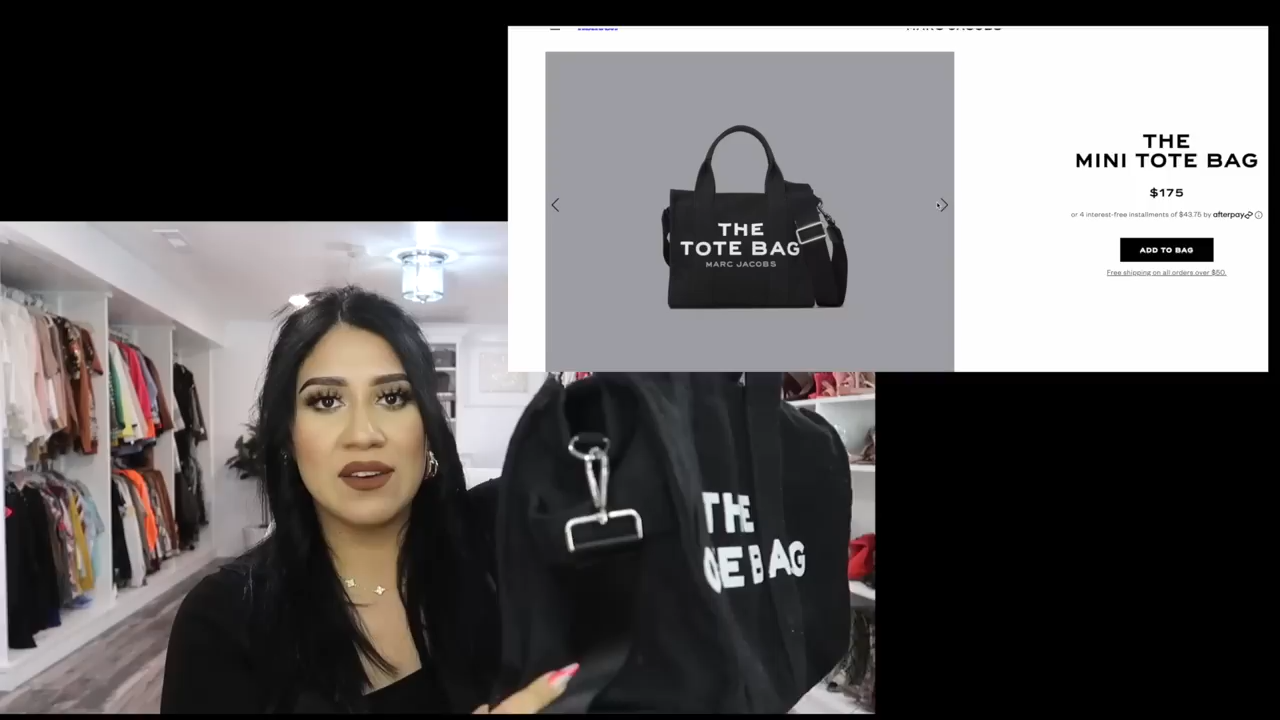 THE
MINI TOTE BAG
$175
or 4 interest-free installments of $43.75 by afterpay
ADD TO BAG
Free shipping on all orders over $50.
THE
TOTE BAG
MARC JACOBS
THE
OTE BAG